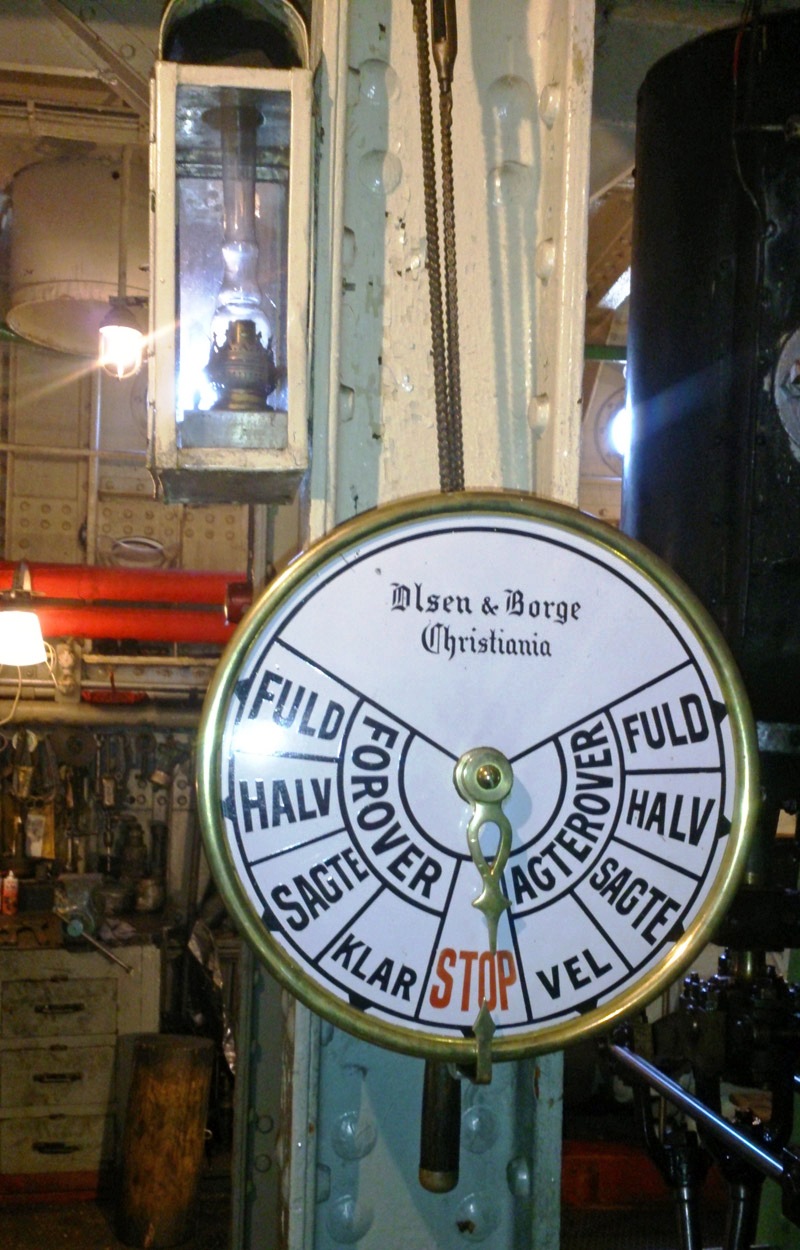 Olsen & Borge
Christiania
FULD
HALV
SAGTE
KLAR
STOP
VEL
SAGTE
HALV
FULD
FOROVER
AGTEROVER